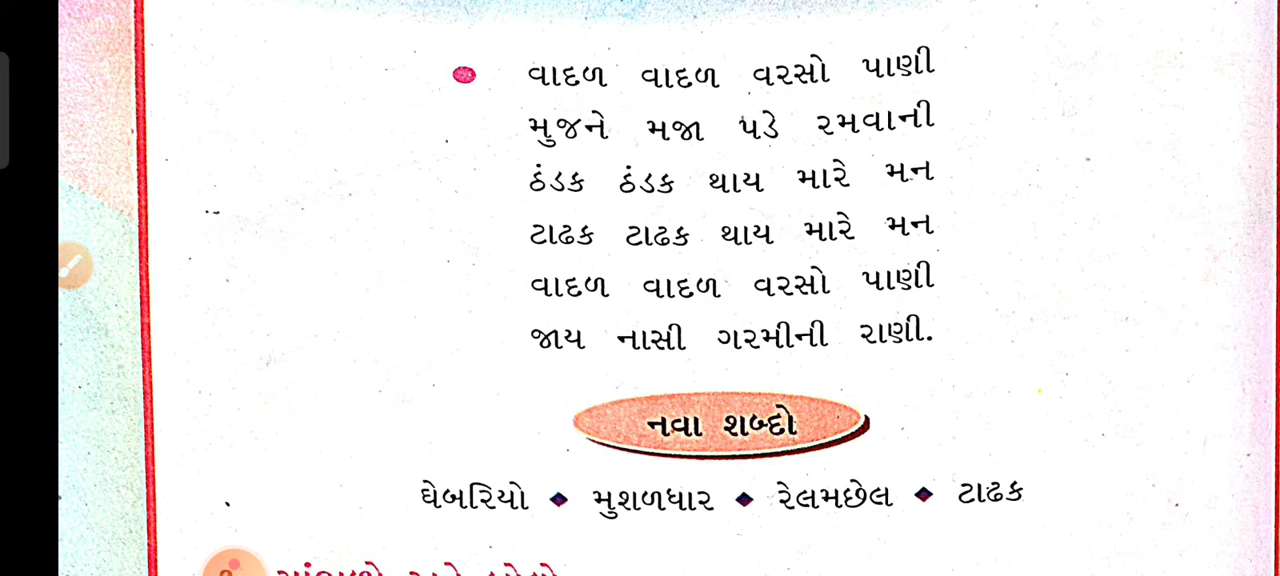 વાદળ વાદળ વરસો પાણી
મુજને મજા પડે રમવાની
ઠંડક ઠંડક થાય મારે મન
ટાઢક ટાઢક થાય મારે મન
વાદળ વાદળ વરસો પાણી
જાય નાસી ગરમીની રાણી.
નવા શબ્દો
ઘેબરિયો ◆ મુશળધાર ◆ રેલમછેલ ◆ ટાઢક